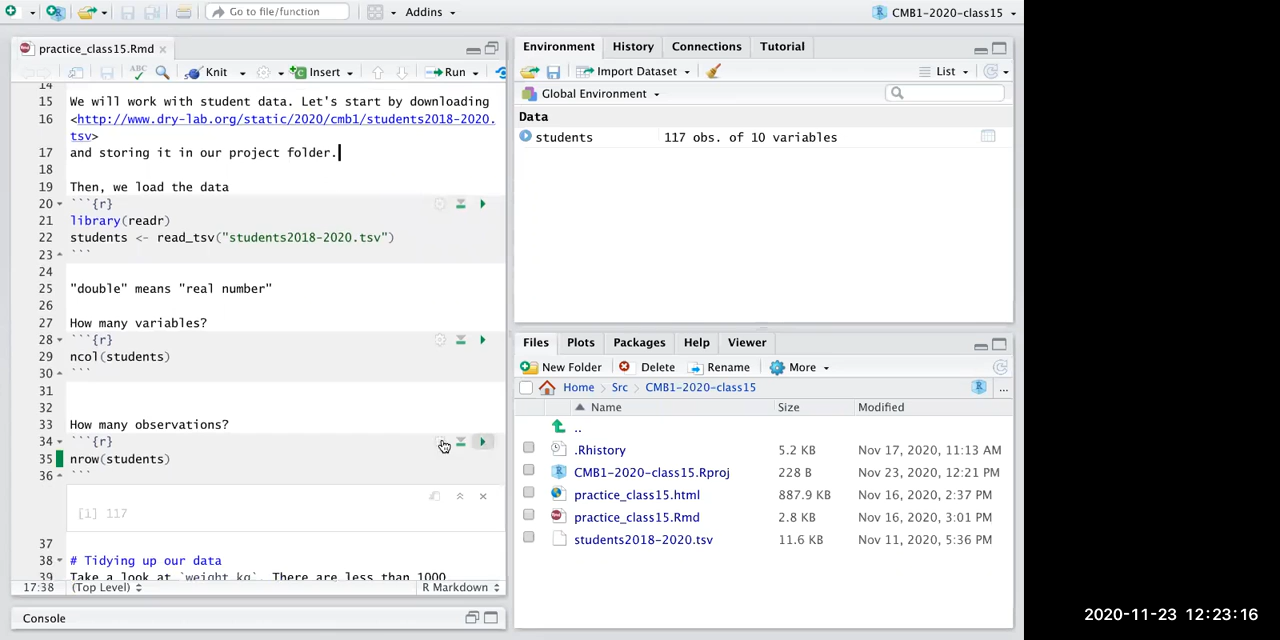 Go to file/function
Addins
CMB1-2020-class15
practice_class15.Rmd
ABC
Knit
Insert
Run
14
15 We will work with student data. Let's start by downloading
16 <http://www.dry-lab.org/static/2020/cmb1/students2018-2020.
tsv>
17 and storing it in our project folder.
18
19 Then, we load the data
20 ```{r}
21 library(readr)
22 students <- read_tsv("students2018-2020.tsv")
23 ```
24
25 "double" means "real number"
26
27 How many variables?
28 ```{r}
29 ncol(students)
30 ```
31
32
33 How many observations?
34 ```{r}
35 nrow(students)
36 ```
[1] 117
37
38 # Tidying up our data
39 Take a look at `weight_kg`. There are less than 1000
17:38 (Top Level) R Markdown
Console
Environment History Connections Tutorial
Import Dataset List
Global Environment
Data
students 117 obs. of 10 variables
Files Plots Packages Help Viewer
New Folder Delete Rename More
Home Src CMB1-2020-class15 ...
Name Size Modified
..
.Rhistory 5.2 KB Nov 17, 2020, 11:13 AM
CMB1-2020-class15.Rproj 228 B Nov 23, 2020, 12:21 PM
practice_class15.html 887.9 KB Nov 16, 2020, 2:37 PM
practice_class15.Rmd 2.8 KB Nov 16, 2020, 3:01 PM
students2018-2020.tsv 11.6 KB Nov 11, 2020, 5:36 PM
2020-11-23 12:23:16